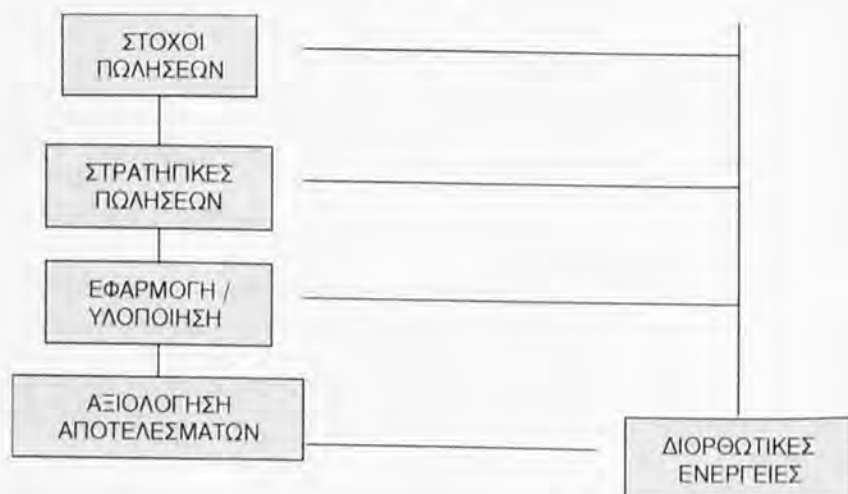 ΣΤΟΧΟΙ
ΠΩΛΗΣΕΩΝ
ΣΤΡΑΤΗΓΙΚΕΣ
ΠΩΛΗΣΕΩΝ
ΕΦΑΡΜΟΓΗ /
ΥΛΟΠΟΙΗΣΗ
ΑΞΙΟΛΟΓΗΣΗ
ΑΠΟΤΕΛΕΣΜΑΤΩΝ
ΔΙΟΡΘΩΤΙΚΕΣ
ΕΝΕΡΓΕΙΕΣ